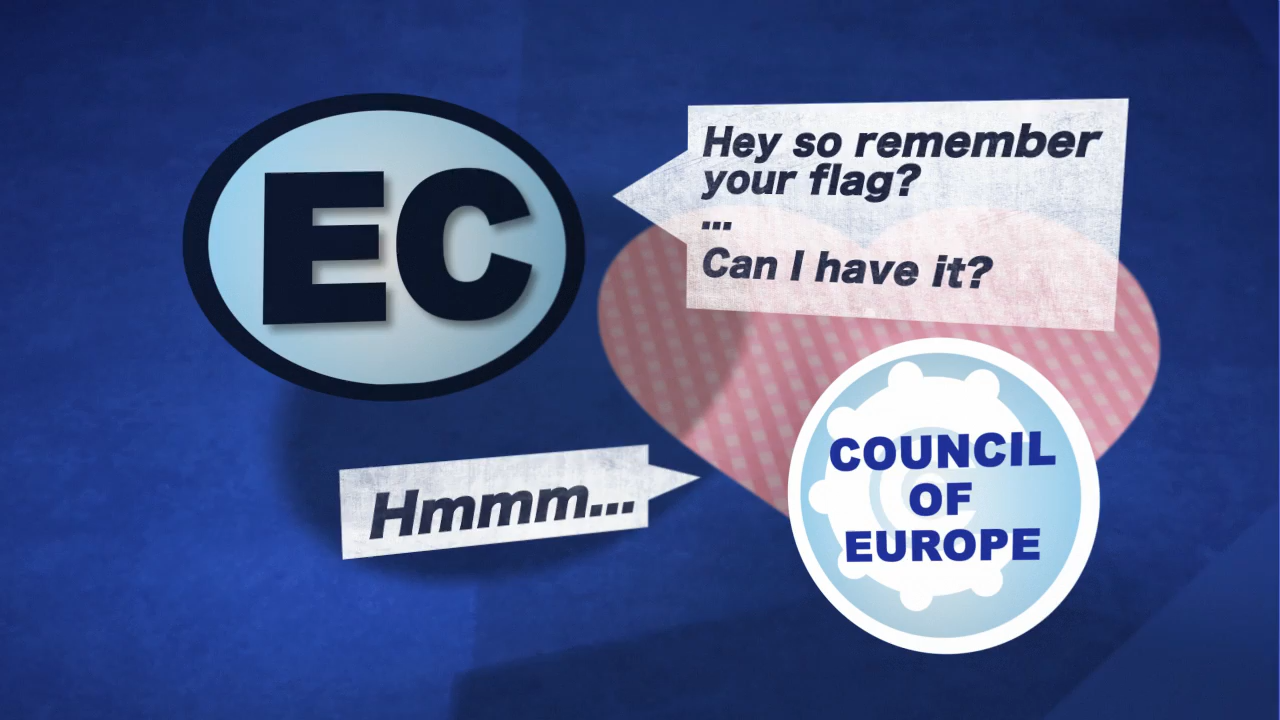 EC
Hey so remember
your flag?
...
Can I have it?
Hmmm...
COUNCIL
OF
EUROPE